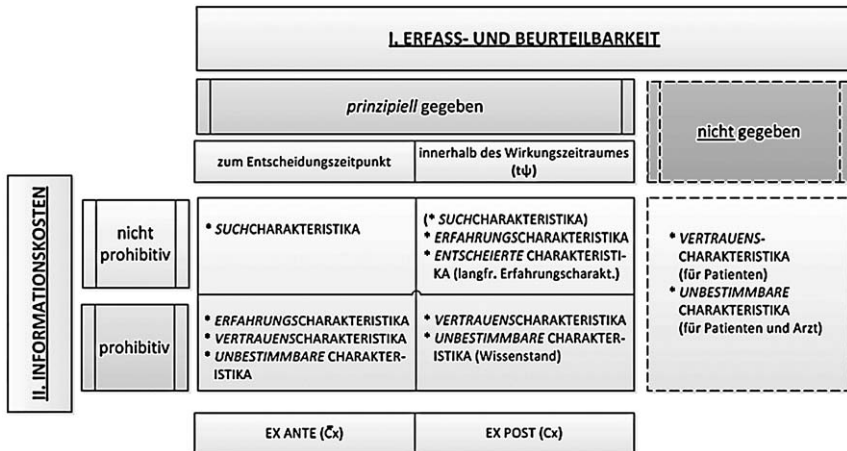 I. ERFASS- UND BEURTEILBARKEIT
prinzipiell gegeben
nicht gegeben
zum Entscheidungszeitpunkt
innerhalb des Wirkungszeitraumes
(tψ)
II. INFORMATIONSKOSTEN
nicht
prohibitiv
* SUCHCHARAKTERISTIKA
(* SUCHCHARAKTERISTIKA)
* ERFAHRUNGSCHARAKTERISTIKA
* ENTSCHEIERTE CHARAKTERISTI-
KA (langfr. Erfahrungscharakt.)
* VERTRAUENS-
CHARAKTERISTIKA
(für Patienten)
* UNBESTIMMBARE
CHARAKTERISTIKA
(für Patienten und Arzt)
prohibitiv
* ERFAHRUNGSCHARAKTERISTIKA
* VERTRAUENSCHARAKTERISTIKA
* UNBESTIMMBARE CHARAKTER-
ISTIKA
* VERTRAUENSCHARAKTERISTIKA
* UNBESTIMMBARE CHARAKTER-
ISTIKA (Wissenstand)
EX ANTE (C̄x)
EX POST (Cx)